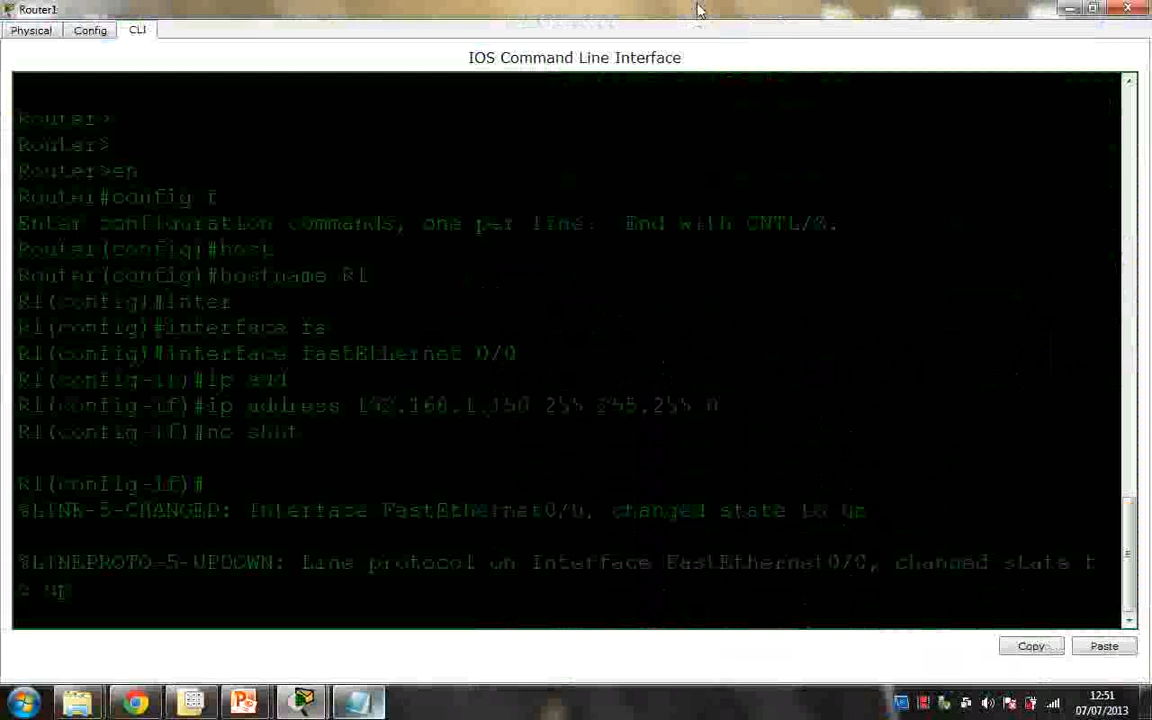 Router1
Physical Config CLI
IOS Command Line Interface
Router>
Router>
Router>en
Router#config t
Enter configuration commands, one per line. End with CNTL/Z.
Router(config)#host
Router(config)#hostname R1
R1(config)#inter
R1(config)#interface fa
R1(config)#interface fastEthernet 0/0
R1(config-if)#ip add
R1(config-if)#ip address 192.168.1.150 255.255.255.0
R1(config-if)#no shut
R1(config-if)#
%LINK-5-CHANGED: Interface FastEthernet0/0, changed state to up
%LINEPROTO-5-UPDOWN: Line protocol on Interface FastEthernet0/0, changed state t
o up
Copy Paste
12:51
07/07/2013